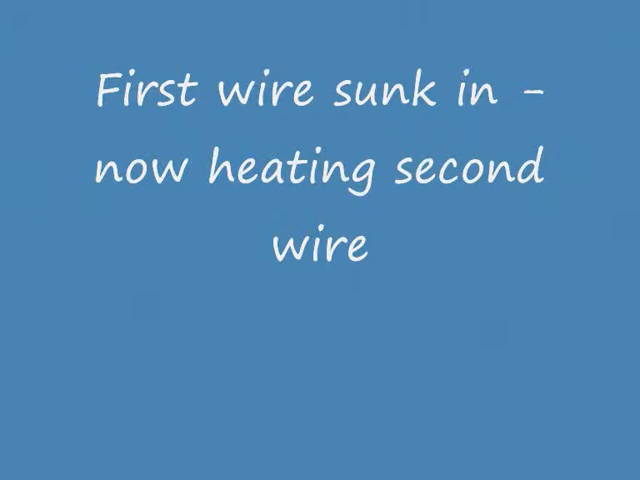 First wire sunk in -
now heating second
wire